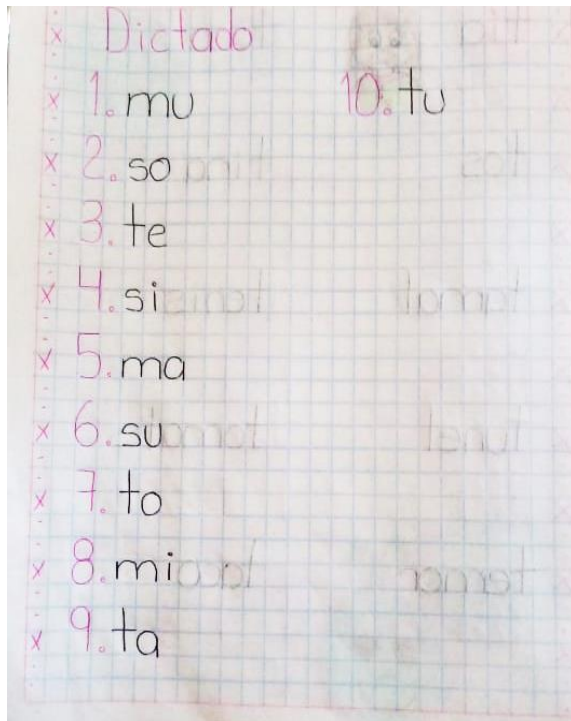 Dictado
1. mu
2. so
3. te
4. si
5. ma
6. su
7. to
8. mi
9. ta
10. tu